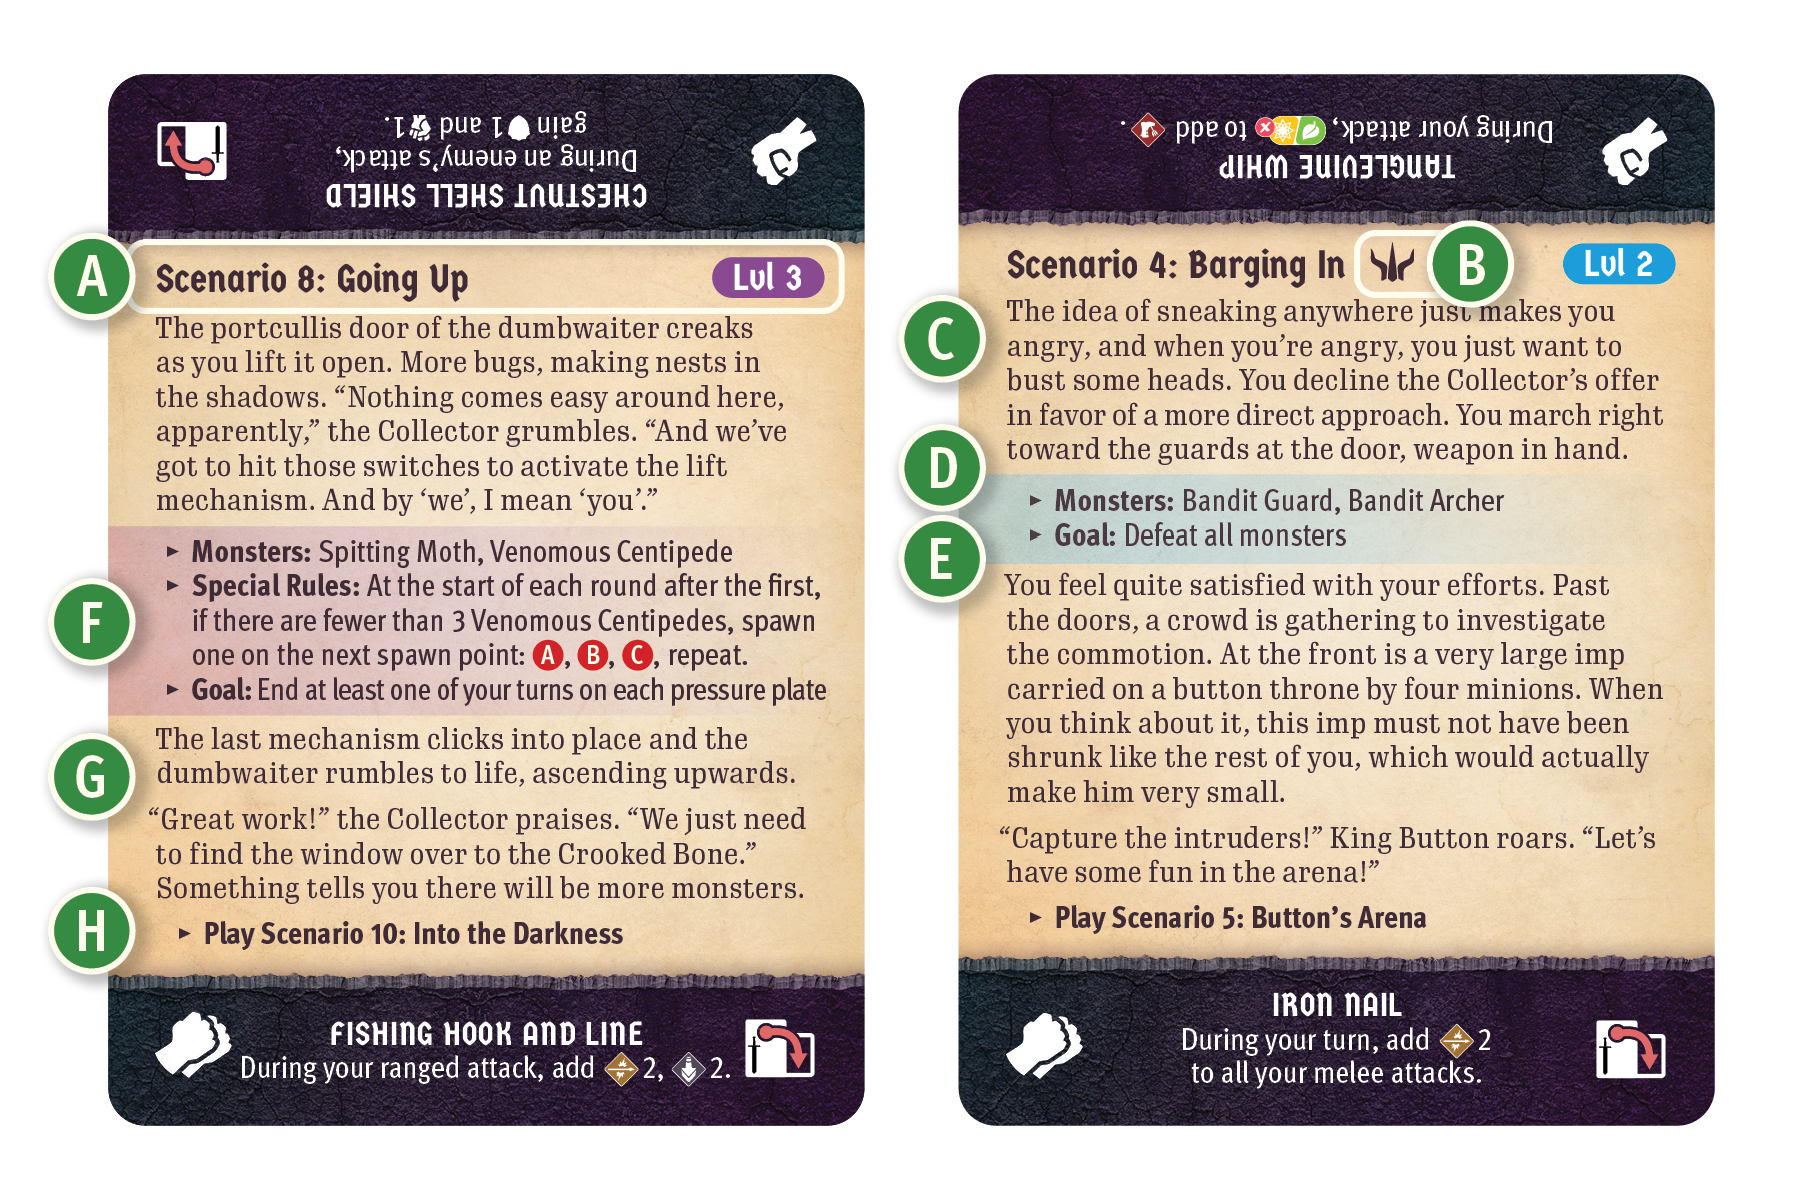 CHESTNUT SHELL SHIELD
During an enemy’s attack,
gain 1 and 1.
A
Scenario 8: Going Up
Lvl 3
The portcullis door of the dumbwaiter creaks
as you lift it open. More bugs, making nests in
the shadows. “Nothing comes easy around here,
apparently,” the Collector grumbles. “And we’ve
got to hit those switches to activate the lift
mechanism. And by ‘we’, I mean ‘you’.”
▸ Monsters: Spitting Moth, Venomous Centipede
▸ Special Rules: At the start of each round after the first,
if there are fewer than 3 Venomous Centipedes, spawn
one on the next spawn point: A, B, C, repeat.
▸ Goal: End at least one of your turns on each pressure plate
F
The last mechanism clicks into place and the
dumbwaiter rumbles to life, ascending upwards.
G
“Great work!” the Collector praises. “We just need
to find the window over to the Crooked Bone.”
Something tells you there will be more monsters.
H
▸ Play Scenario 10: Into the Darkness
FISHING HOOK AND LINE
During your ranged attack, add 2, 2.
TANGLEVINE WHIP
During your attack, to add .
Scenario 4: Barging In
B
Lvl 2
C
The idea of sneaking anywhere just makes you
angry, and when you’re angry, you just want to
bust some heads. You decline the Collector’s offer
in favor of a more direct approach. You march right
toward the guards at the door, weapon in hand.
D
▸ Monsters: Bandit Guard, Bandit Archer
▸ Goal: Defeat all monsters
E
You feel quite satisfied with your efforts. Past
the doors, a crowd is gathering to investigate
the commotion. At the front is a very large imp
carried on a button throne by four minions. When
you think about it, this imp must not have been
shrunk like the rest of you, which would actually
make him very small.
“Capture the intruders!” King Button roars. “Let’s
have some fun in the arena!”
▸ Play Scenario 5: Button’s Arena
IRON NAIL
During your turn, add 2
to all your melee attacks.